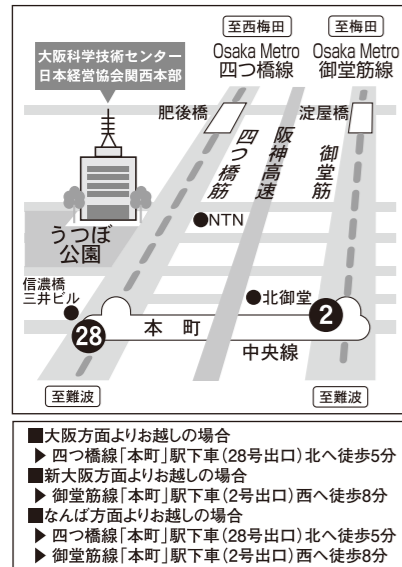 至西梅田
至梅田
Osaka Metro
四つ橋線
Osaka Metro
御堂筋線
大阪科学技術センター
日本経営協会関西本部
肥後橋
淀屋橋
四つ橋筋
阪神高速
御堂筋
NTN
うつぼ
公園
信濃橋
三井ビル
北御堂
2
28
本町
中央線
至難波
至難波
■大阪方面よりお越しの場合
▶ 四つ橋線「本町」駅下車(28号出口)北へ徒歩5分
■新大阪方面よりお越しの場合
▶ 御堂筋線「本町」駅下車(2号出口)西へ徒歩8分
■なんば方面よりお越しの場合
▶ 四つ橋線「本町」駅下車(28号出口)北へ徒歩5分
▶ 御堂筋線「本町」駅下車(2号出口)西へ徒歩8分